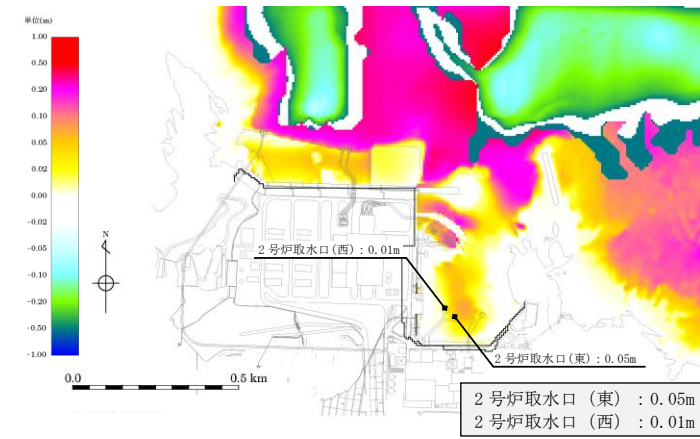 単位(m)
1.00
0.50
0.20
0.10
0.05
0.02
0.00
-0.02
-0.05
-0.10
-0.20
-0.50
-1.00
N
2号炉取水口(西):0.01m
2号炉取水口(東):0.05m
0.0 0.5 km
2号炉取水口（東）:0.05m
2号炉取水口（西）:0.01m